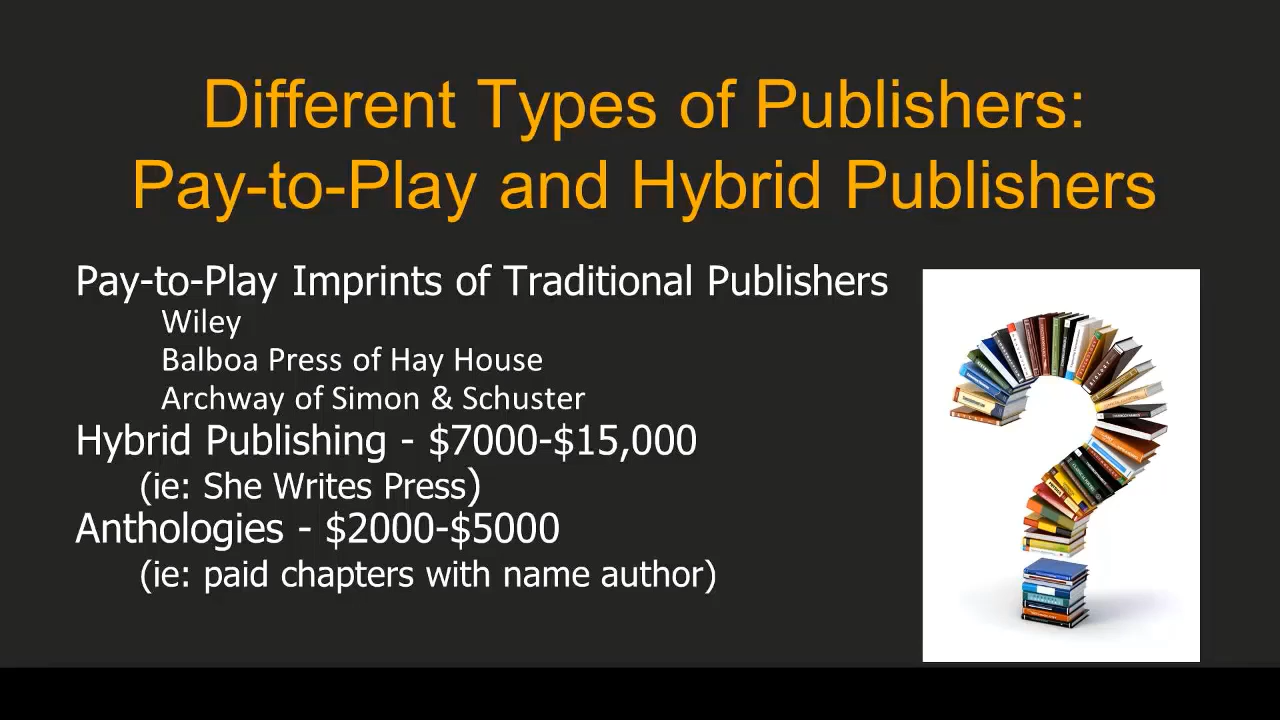 Different Types of Publishers:
Pay-to-Play and Hybrid Publishers
Pay-to-Play Imprints of Traditional Publishers
Wiley
Balboa Press of Hay House
Archway of Simon & Schuster
Hybrid Publishing - $7000-$15,000
(ie: She Writes Press)
Anthologies - $2000-$5000
(ie: paid chapters with name author)